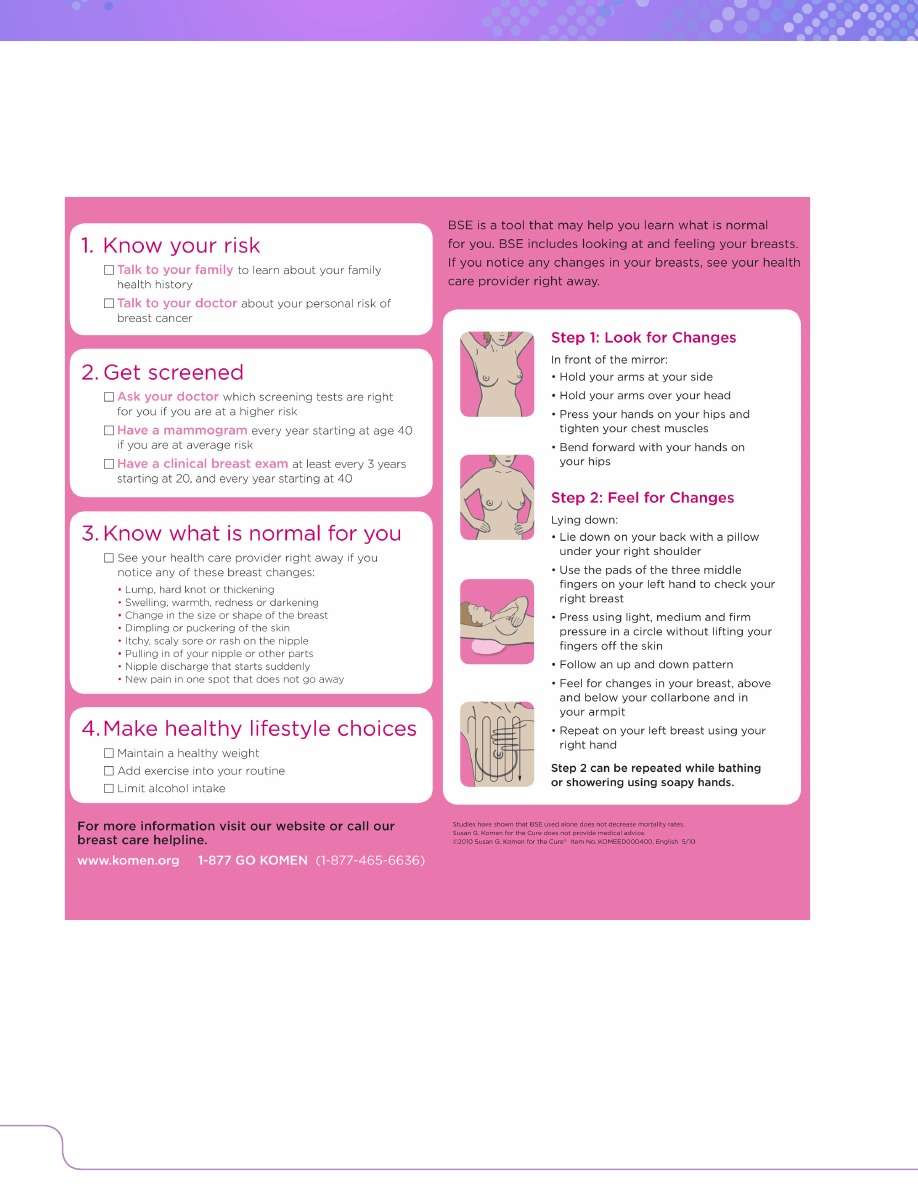 1. Know your risk
Talk to your family to learn about your family
health history
Talk to your doctor about your personal risk of
breast cancer
2. Get screened
Ask your doctor which screening tests are right
for you if you are at a higher risk
Have a mammogram every year starting at age 40
if you are at average risk
Have a clinical breast exam at least every 3 years
starting at 20, and every year starting at 40
3. Know what is normal for you
See your health care provider right away if you
notice any of these breast changes:
• Lump, hard knot or thickening
• Swelling, warmth, redness or darkening
• Change in the size or shape of the breast
• Dimpling or puckering of the skin
• Itchy, scaly sore or rash on the nipple
• Pulling in of your nipple or other parts
• Nipple discharge that starts suddenly
• New pain in one spot that does not go away
4. Make healthy lifestyle choices
Maintain a healthy weight
Add exercise into your routine
Limit alcohol intake
For more information visit our website or call our
breast care helpline.
www.komen.org 1-877 GO KOMEN (1-877-465-6636)
BSE is a tool that may help you learn what is normal
for you. BSE includes looking at and feeling your breasts.
If you notice any changes in your breasts, see your health
care provider right away.
Step 1: Look for Changes
In front of the mirror:
• Hold your arms at your side
• Hold your arms over your head
• Press your hands on your hips and
tighten your chest muscles
• Bend forward with your hands on
your hips
Step 2: Feel for Changes
Lying down:
• Lie down on your back with a pillow
under your right shoulder
• Use the pads of the three middle
fingers on your left hand to check your
right breast
• Press using light, medium and firm
pressure in a circle without lifting your
fingers off the skin
• Follow an up and down pattern
• Feel for changes in your breast, above
and below your collarbone and in
your armpit
• Repeat on your left breast using your
right hand
Step 2 can be repeated while bathing
or showering using soapy hands.
Studies have shown that BSE used alone does not decrease mortality rates.
Susan G. Komen for the Cure does not provide medical advice.
©2010 Susan G. Komen for the Cure® Item No. KOMEED000400, English 5/10